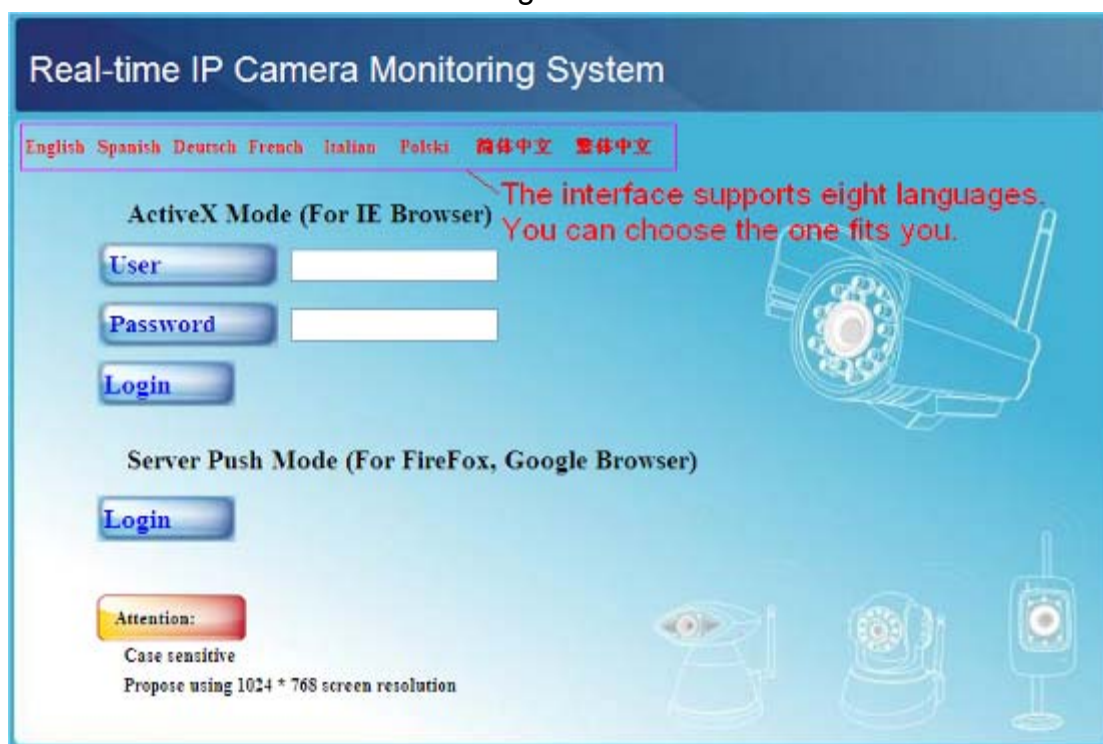 Real-time IP Camera Monitoring System
English Spanish Deutsch French Italian Polski 简体中文 繁体中文
The interface supports eight languages.
You can choose the one fits you.
ActiveX Mode (For IE Browser)
User
Password
Login
Server Push Mode (For FireFox, Google Browser)
Login
Attention:
Case sensitive
Propose using 1024 * 768 screen resolution